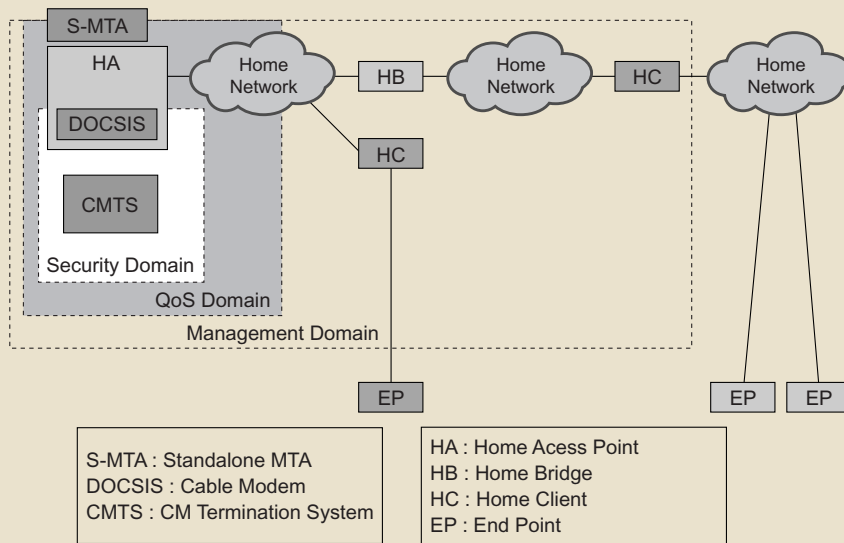 S-MTA
HA
DOCSIS
CMTS
Security Domain
QoS Domain
Management Domain
Home
Network
HB
Home
Network
HC
Home
Network
HC
EP
EP
EP
S-MTA : Standalone MTA
DOCSIS : Cable Modem
CMTS : CM Termination System
HA : Home Acess Point
HB : Home Bridge
HC : Home Client
EP : End Point